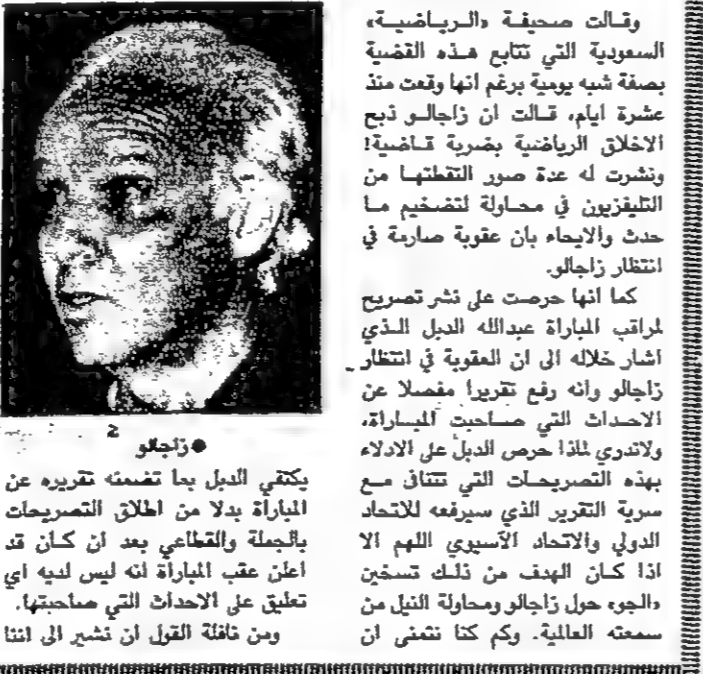 وقالت صحيفة «الرياضية»
السعودية التي تتابع هذه القضية
بصفة شبه يومية برغم انها وقعت منذ
عشرة ايام، قالت ان زاجالو ذبح
الاخلاق الرياضية بضربة قاضية!
ونشرت له عدة صور التقطتها من
التليفزيون في محاولة لتضخيم ما
حدث والايحاء بان عقوبة صارمة في
انتظار زاجالو.
كما انها حرصت على نشر تصريح
لمراقب المباراة عبدالله الدبل الذي
اشار خلاله الى ان العقوبة في انتظار
زاجالو وانه رفع تقريرا مفصلا عن
الاحداث التي صاحبت المباراة،
ولاندري لماذا حرص الدبل على الادلاء
بهذه التصريحات التي تتنافى مع
سرية التقرير الذي سيرفعه للاتحاد
الدولي والاتحاد الآسيوي اللهم الا
اذا كان الهدف من ذلك تسخين
«الجو» حول زاجالو ومحاولة النيل من
سمعته العالمية. وكم كنا نتمنى ان
● زاجالو
يكتفي الدبل بما تضمنه تقريره عن
المباراة بدلا من اطلاق التصريحات
بالجملة والقطاعي بعد ان كان قد
اعلن عقب المباراة انه ليس لديه اي
تعليق على الاحداث التي صاحبتها.
ومن نافلة القول ان نشير الى اننا